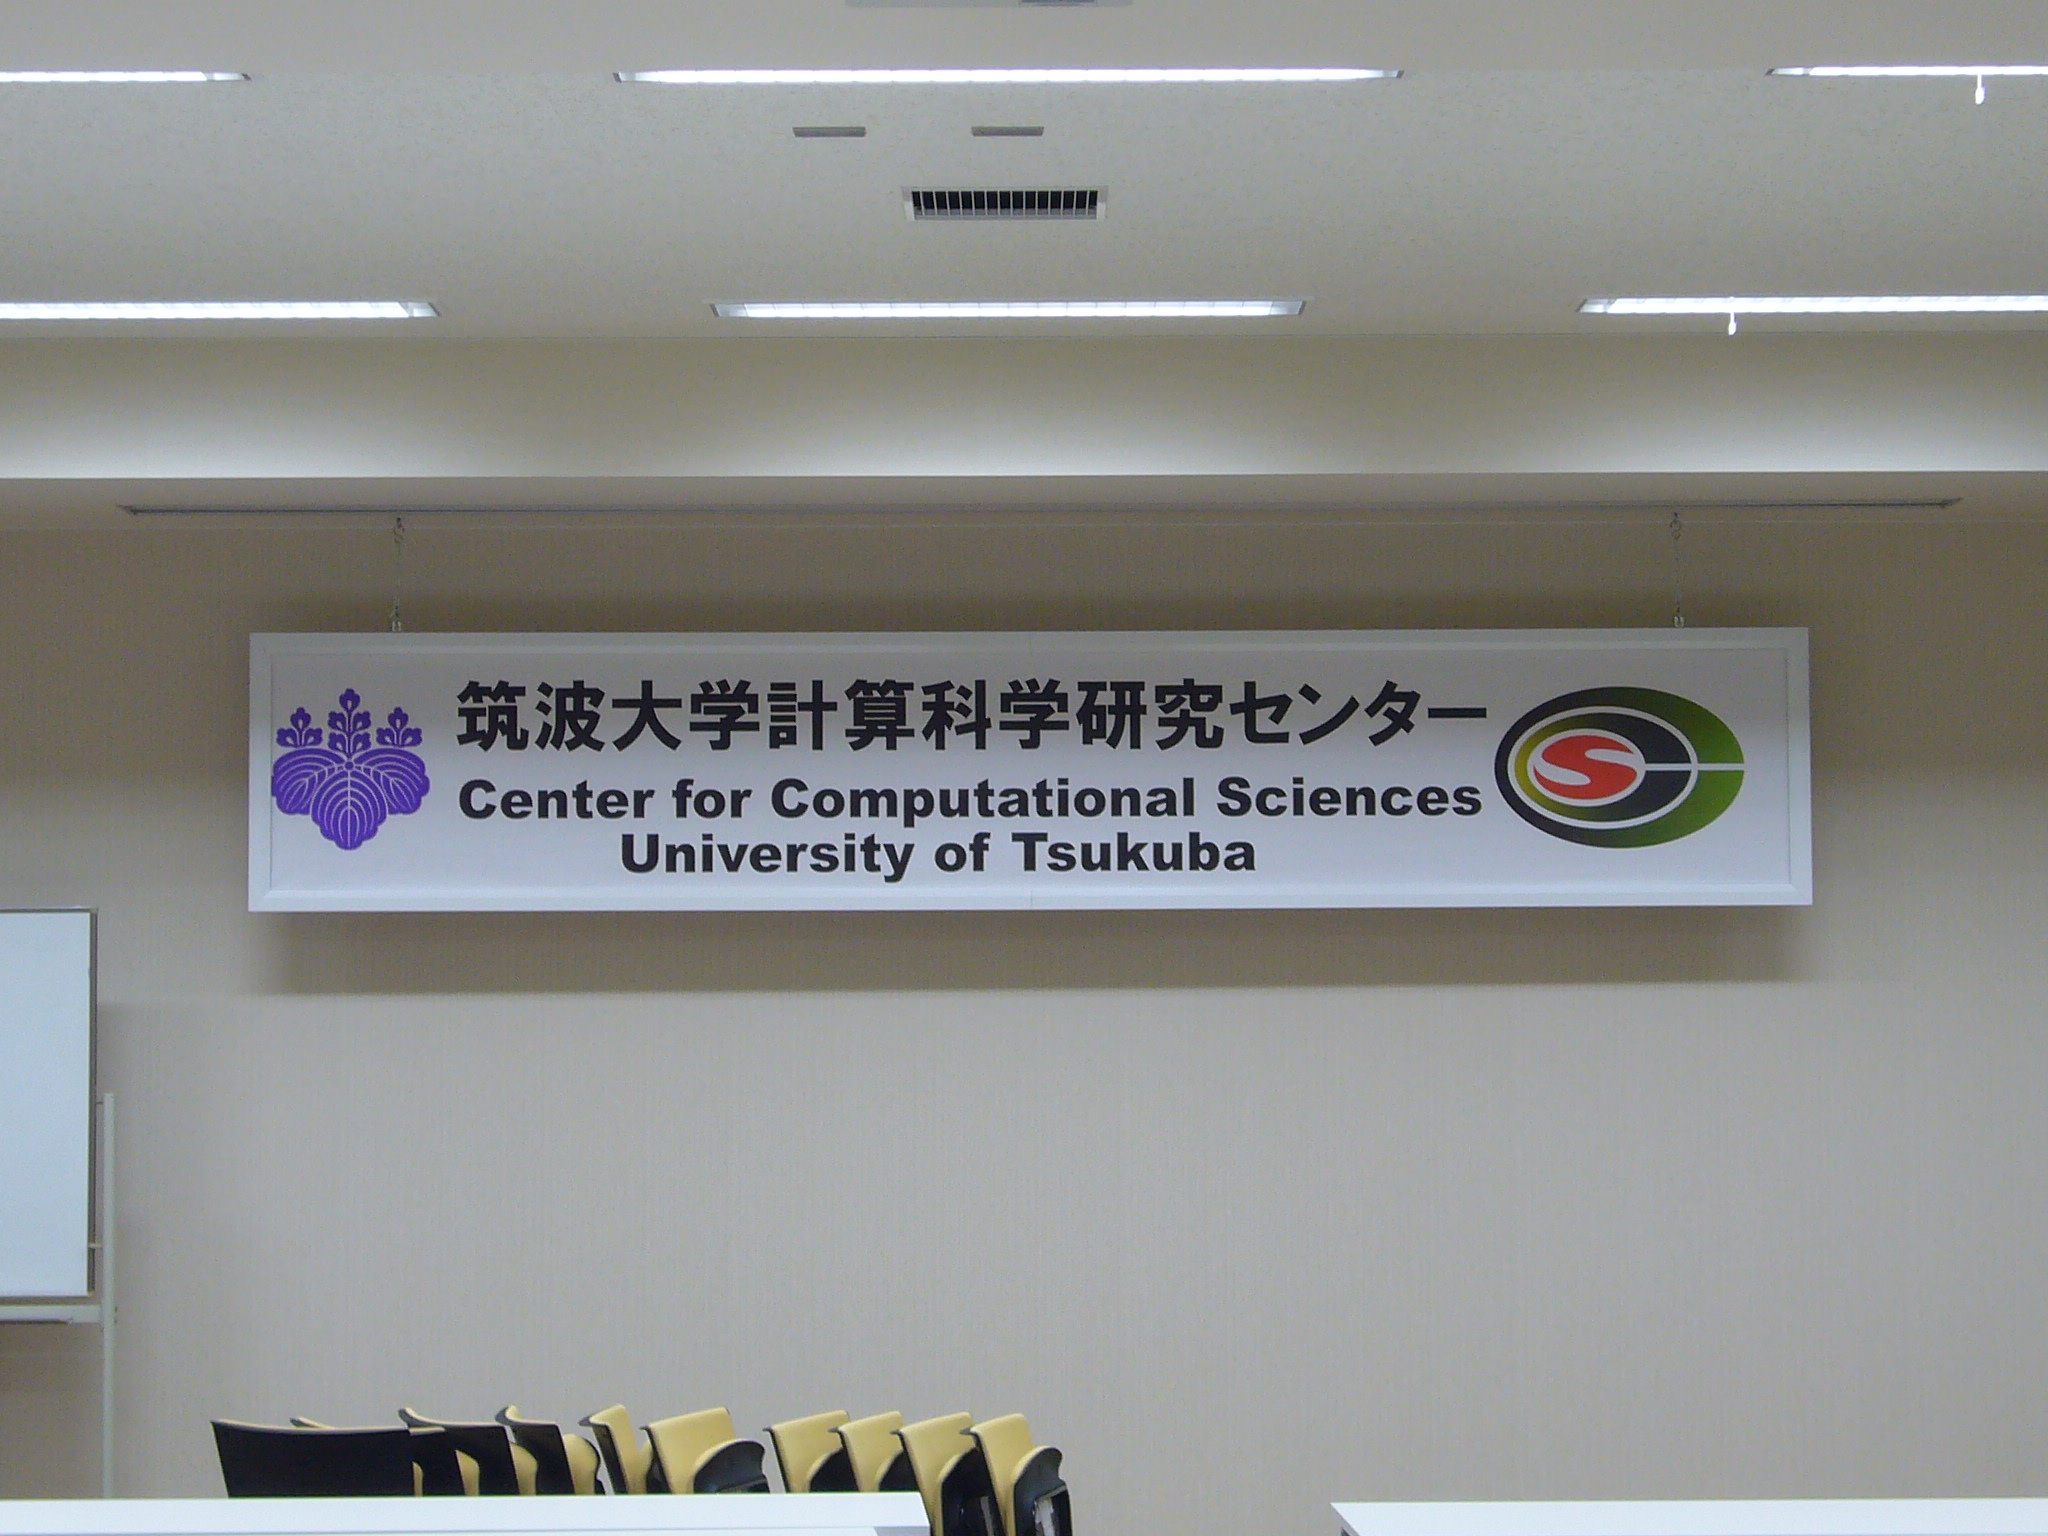 筑波大学計算科学研究センター
Center for Computational Sciences
University of Tsukuba